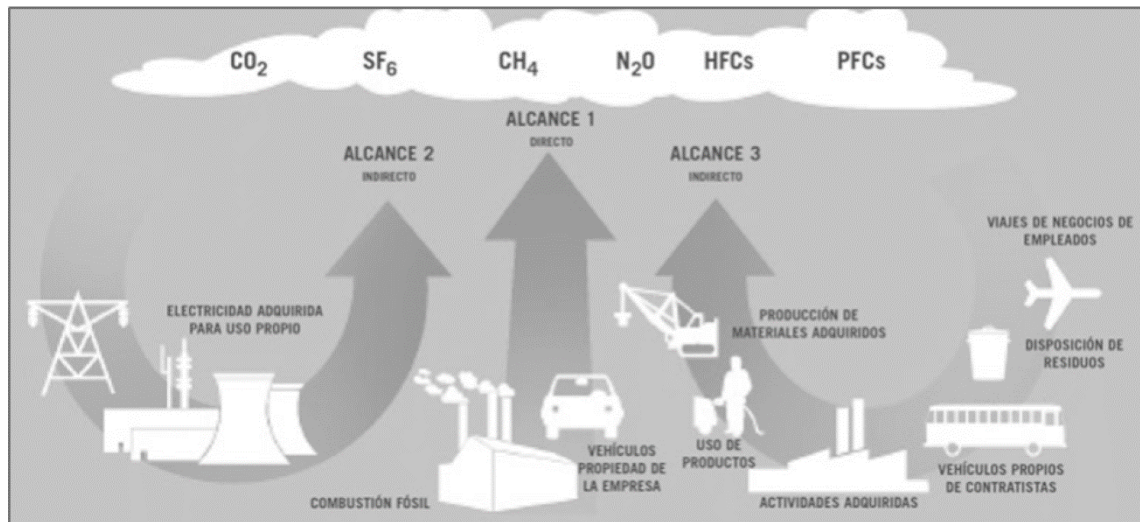 CO₂ SF₆ CH₄ N₂O HFCs PFCs
ALCANCE 1
DIRECTO
ALCANCE 2
INDIRECTO
ALCANCE 3
INDIRECTO
ELECTRICIDAD ADQUIRIDA
PARA USO PROPIO
COMBUSTIÓN FÓSIL
VEHÍCULOS
PROPIEDAD DE
LA EMPRESA
PRODUCCIÓN DE
MATERIALES ADQUIRIDOS
USO DE
PRODUCTOS
ACTIVIDADES ADQUIRIDAS
VIAJES DE NEGOCIOS DE
EMPLEADOS
DISPOSICIÓN DE
RESIDUOS
VEHÍCULOS PROPIOS
DE CONTRATISTAS